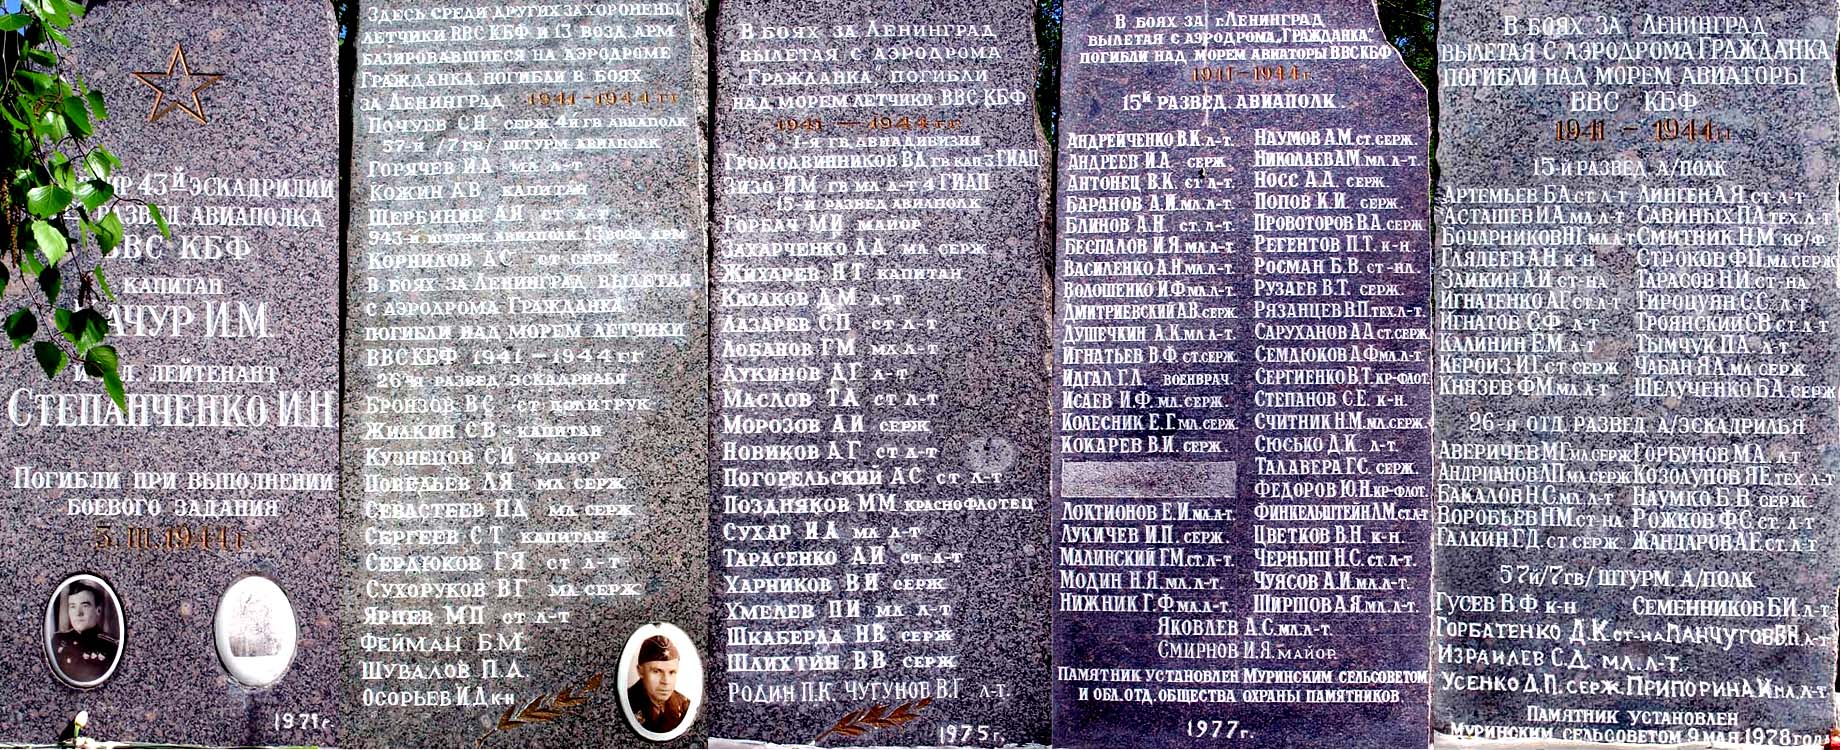 ИР 43Й ЭСКАДРИЛИИ
РАЗВЕД. АВИАПОЛКА
ВВС КБФ
КАПИТАН
АЧУР И.М.
И Л. ЛЕЙТЕНАНТ
СТЕПАНЧЕНКО И.Н.
ПОГИБЛИ ПРИ ВЫПОЛНЕНИИ
БОЕВОГО ЗАДАНИЯ
3.III.1944 г.
1971г.
ЗДЕСЬ СРЕДИ ДРУГИХ ЗАХОРОНЕНЫ
ЛЕТЧИКИ ВВС КБФ И 13 ВОЗД. АРМ
БАЗИРОВАВШИЕСЯ НА АЭРОДРОМЕ
ГРАЖДАНКА ПОГИБЛИ В БОЯХ
ЗА ЛЕНИНГРАД 1941-1944 ГГ
ПОЧУЕВ С Н СЕРЖ. 4Й ГВ АВИАПОЛК
57-Й /7 ГВ/ ШТУРМ АВИАПОЛК
ГОРЯЧЕВ И А МЛ Л-Т
КОЖИН А В КАПИТАН
ЩЕРБИНИН А Я СТ Л-Т
943-Й ШТУРМ. АВИАПОЛК 13 ВОЗД. АРМ
КОРНИЛОВ А С СТ СЕРЖ
В БОЯХ ЗА ЛЕНИНГРАД ВЫЛЕТАЯ
С АЭРОДРОМА ГРАЖДАНКА
ПОГИБЛИ НАД МОРЕМ ЛЕТЧИКИ
ВВС КБФ 1941-1944 ГГ
26-Я РАЗВЕД ЭСКАДРИЛЬЯ
БРОНЗОВ В С СТ ПОЛИТРУК
ЖИЛКИН С В КАПИТАН
КУЗНЕЦОВ С И МАЙОР
ПОВЕДЬЕВ Л Я МЛ СЕРЖ
СЕВАСТЕЕВ П Д МЛ СЕРЖ
СЕРГЕЕВ С Т КАПИТАН
СЕРДЮКОВ Г Я СТ Л-Т
СУХОРУКОВ В Г МЛ СЕРЖ
ЯРЦЕВ М П СТ Л-Т
ФЕЙМАН Б.М.
ШУВАЛОВ П.Д.
ОСОРЬЕВ И.Д К-Н
В БОЯХ ЗА ЛЕНИНГРАД
ВЫЛЕТАЯ С АЭРОДРОМА
ГРАЖДАНКА ПОГИБЛИ
НАД МОРЕМ ЛЕТЧИКИ ВВС КБФ
1941 — 1944 ГГ
1-Я ГВ. АВИАДИВИЗИЯ
ГРОМОДВИННИКОВ В Д ГВ КАП 3 ГИАП
ЗИЗО И М ГВ МЛ Л-Т 4 ГИАП
15-Й РАЗВЕД АВИАПОЛК
ГОРБАЧ М И МАЙОР
ЗАХАРЧЕНКО А Д МЛ СЕРЖ
ЖИХАРЕВ Н Т КАПИТАН
КАЗАКОВ Д М Л-Т
ЛАЗАРЕВ С П СТ Л-Т
ЛОБАНОВ Г М МЛ Л-Т
ЛУКИНОВ Д Г Л-Т
МАСЛОВ Т А СТ Л-Т
МОРОЗОВ А И СЕРЖ
НОВИКОВ А Г СТ Л-Т
ПОГОРЕЛЬСКИЙ А С СТ Л-Т
ПОЗДНЯКОВ М М КРАСНОФЛОТЕЦ
СУХАР И Д МЛ Л-Т
ТАРАСЕНКО А И СТ Л-Т
ХАРНИКОВ В И СЕРЖ
ХМЕЛЕВ П И МЛ Л-Т
ШКАБЕРДА Н В СЕРЖ
ШЛИХТИН В В СЕРЖ
РОДИН П.К. ЧУГУНОВ В.Г Л-Т.
1975г.
В БОЯХ ЗА Г. ЛЕНИНГРАД
ВЫЛЕТАЯ С АЭРОДРОМА „ГРАЖДАНКА"
ПОГИБЛИ НАД МОРЕМ АВИАТОРЫ ВВС КБФ
1941-1944г.
15Й РАЗВЕД. АВИАПОЛК.
АНДРЕЙЧЕНКО В.К. Л-Т. НАУМОВ А.М. СТ. СЕРЖ.
АНДРЕЕВ И.А. СЕРЖ. НИКОЛАЕВ А.М. МЛ. Л-Т.
АНТОНЕЦ В.К. СТ Л-Т. НОСС А.А. СЕРЖ.
БАРАНОВ А.И. МЛ. Л-Т. ПОПОВ К.И. СЕРЖ.
БЛИНОВ А.Н. СТ. Л-Т. ПРОВОТОРОВ В.А. СЕРЖ
БЕСПАЛОВ И.Я. МЛ. Л-Т. РЕГЕНТОВ П.Т. К-Н.
ВАСИЛЕНКО А.Н. МЛ. Л-Т. РОСМАН Б.В. СТ-НА.
ВОЛОШЕНКО И.Ф. МЛ. Л-Т. РУЗАЕВ В.Т. СЕРЖ.
ДМИТРИЕВСКИЙ А.В. СЕРЖ. РЯЗАНЦЕВ В.П. ТЕХ. Л-Т.
ДУШЕЧКИН А.К. МЛ. Л-Т. САРУХАНОВ А А СТ. СЕРЖ.
ИГНАТЬЕВ В.Ф. СТ. СЕРЖ. СЕМДЮКОВ Д.Ф МЛ. Л-Т.
ИДГАЛ Г.Л. ВОЕНВРАЧ. СЕРГИЕНКО В.Т. КР-ФЛОТ.
ИСАЕВ И.Ф. МЛ. СЕРЖ. СТЕПАНОВ С.Е. К-Н.
КОЛЕСНИК Е.Г. МЛ. СЕРЖ. СЧИТНИК Н.М. МЛ. СЕРЖ.
КОКАРЕВ В.И. СЕРЖ. СЮСЬКО Д.К. Л-Т.
ТАЛАВЕРА Г.С. СЕРЖ.
ФЕДОРОВ Ю.Н. КР-ФЛОТ.
ЛОКТИОНОВ Е.И. МЛ. Л-Т. ФИНКЕЛЬШТЕЙН Л.М. СТ. Л-Т
ЛУКИЧЕВ И.П. СЕРЖ. ЦВЕТКОВ В.Н. К-Н.
МАЛИНСКИЙ Г.М. СТ. Л-Т. ЧЕРНЫШ Н.С. СТ. Л-Т.
МОДИН Н.Я. МЛ. Л-Т. ЧУЯСОВ А.И. МЛ. Л-Т.
НИЖНИК Г.Ф. МЛ. Л-Т. ШИРШОВ А.Я. МЛ. Л-Т.
ЯКОВЛЕВ А.С. МЛ. Л-Т.
СМИРНОВ И.Я. МАЙОР.
ПАМЯТНИК УСТАНОВЛЕН МУРИНСКИМ СЕЛЬСОВЕТОМ
И ОБЛ. ОТД. ОБЩЕСТВА ОХРАНЫ ПАМЯТНИКОВ
1977г.
В БОЯХ ЗА ЛЕНИНГРАД
ВЫЛЕТАЯ С АЭРОДРОМА ГРАЖДАНКА
ПОГИБЛИ НАД МОРЕМ АВИАТОРЫ
ВВС КБФ
1941 — 1944 гг
15-Й РАЗВЕД. А/ПОЛК
АРТЕМЬЕВ Б А СТ. Л-Т ЛИНГЕН А Я. СТ Л-Т
АСТАШЕВ И А. МЛ Л-Т САВИНЫХ П А ТЕХ. Л-Т
БОЧАРНИКОВ Н Г. МЛ Л-Т СМИТНИК Н М КР/Ф
ГЛЯДЕЕВ А Н К-Н СТРОКОВ Ф П. МЛ. СЕРЖ
ЗАИКИН А И СТ-НА ТАРАСОВ Н И СТ-НА.
ИГНАТЕНКО А Г СТ Л-Т ТИРОЦУЯН С С. Л-Т
ИГНАТОВ С Ф. Л-Т ТРОЯНСКИЙ С В СТ. Л-Т
КАЛИНИН Е.М. Л-Т ТЫМЧУК П А. Л-Т
КЕРОИЗ И Г СТ СЕРЖ ЧАБАН Я Л. МЛ. СЕРЖ
КНЯЗЕВ Ф М МЛ Л-Т ШЕЛУЧЕНКО Б А. СЕРЖ
26-Я ОТД. РАЗВЕД А/ЭСКАДРИЛЬЯ
АВЕРИЧЕВ М Г МЛ. СЕРЖ ГОРБУНОВ М А. Л-Т
АНДРИАНОВ Л П МЛ. СЕРЖ КОЗОЛУПОВ Я Е. ТЕХ. Л-Т
БАКАЛОВ Н С. МЛ Л-Т НАУМКО Б В СЕРЖ
ВОРОБЬЕВ Н М СТ НА РОЖКОВ Ф С. СТ. Л-Т
ГАЛКИН Г.Д. СТ СЕРЖ ЖАНДАРОВ А Е. СТ. Л-Т
57й/7гв/ ШТУРМ. А/ПОЛК
ГУСЕВ В.Ф. К-Н СЕМЕННИКОВ Б И. Л-Т
ГОРБАТЕНКО Д.К СТ-НА ПАНЧУГОВ В.Н. Л-Т
ИЗРАИЛЕВ С.Д. МЛ. Л-Т.
УСЕНКО Д.П. СЕРЖ. ПРИПОРИН А.И МЛ. Л-Т
ПАМЯТНИК УСТАНОВЛЕН
МУРИНСКИМ СЕЛЬСОВЕТОМ 9 МАЯ 1978 ГОДА